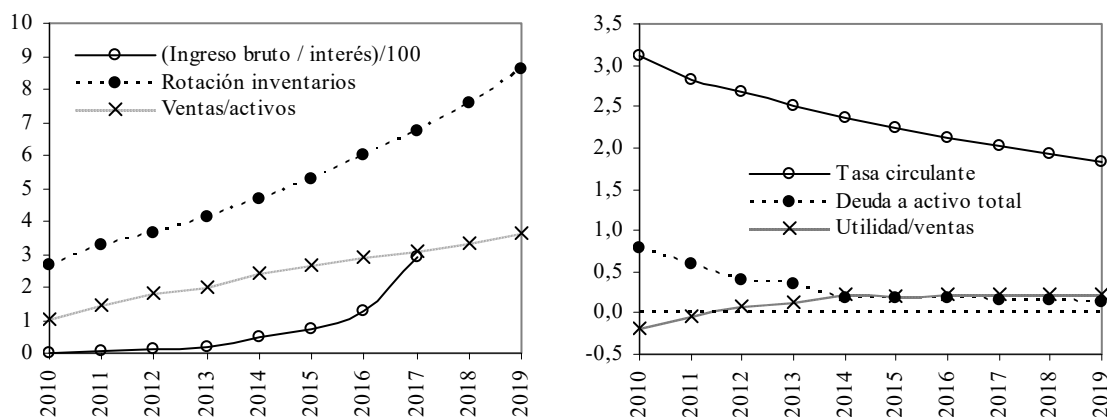 10
9
8
7
6
5
4
3
2
1
0
(Ingreso bruto / interés)/100
Rotación inventarios
Ventas/activos
2010 2011 2012 2013 2014 2015 2016 2017 2018 2019
3,5
3,0
2,5
2,0
1,5
1,0
0,5
0,0
-0,5
Tasa circulante
Deuda a activo total
Utilidad/ventas
2010 2011 2012 2013 2014 2015 2016 2017 2018 2019